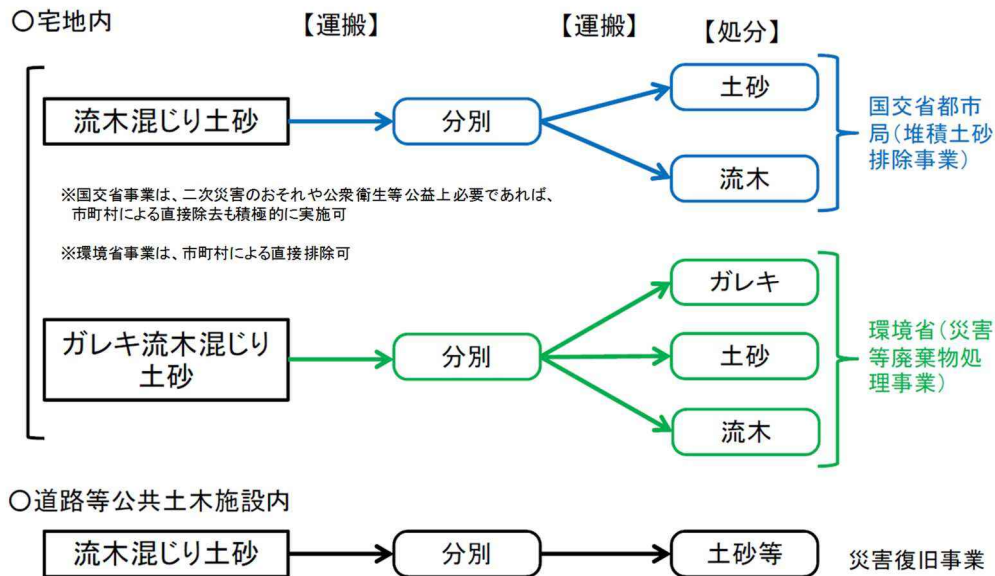 〇宅地内
【運搬】
【運搬】
【処分】
流木混じり土砂
分別
土砂
流木
国交省都市
局(堆積土砂
排除事業)
※国交省事業は、二次災害のおそれや公衆衛生等公益上必要であれば、
市町村による直接除去も積極的に実施可
※環境省事業は、市町村による直接排除可
ガレキ流木混じり
土砂
分別
ガレキ
土砂
流木
環境省(災害
等廃棄物処
理事業)
〇道路等公共土木施設内
流木混じり土砂
分別
土砂等
災害復旧事業